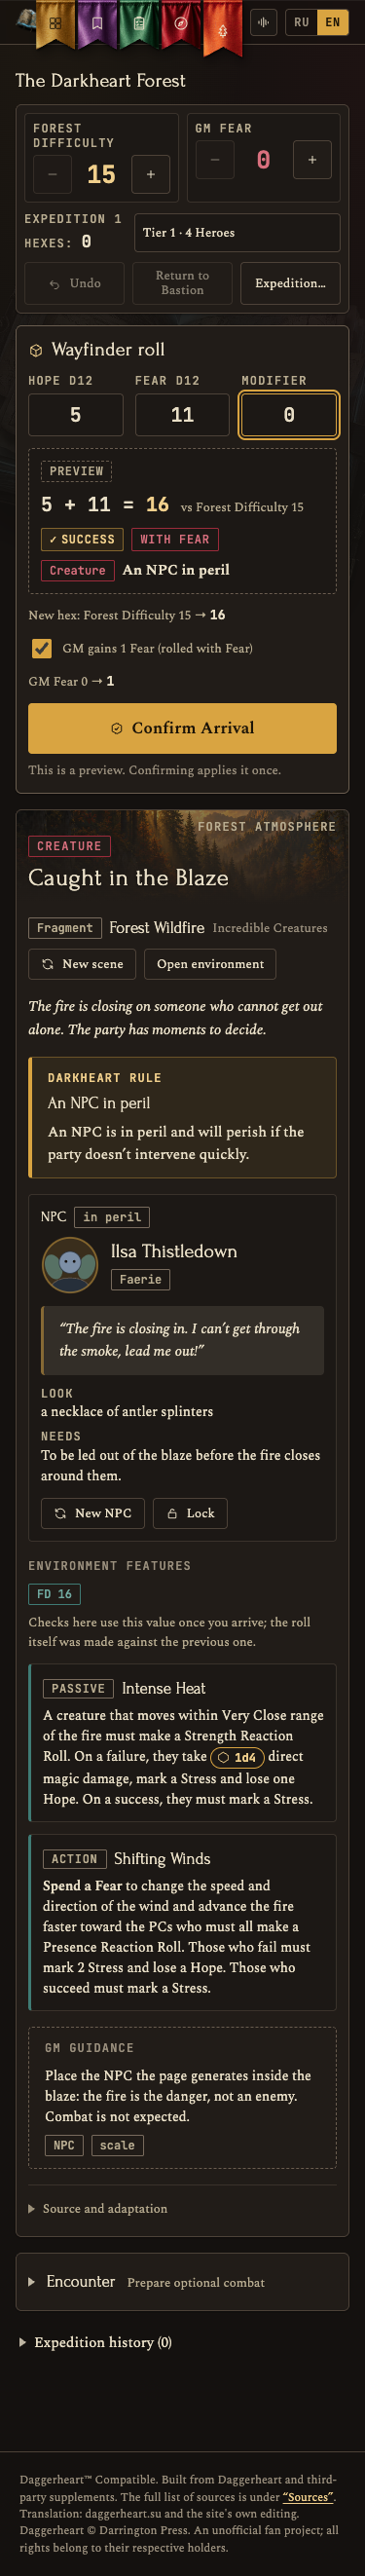 RU EN
The Darkheart Forest
FOREST
DIFFICULTY
− 15 +
GM FEAR
− 0 +
EXPEDITION 1
HEXES: 0
Tier 1 · 4 Heroes
Undo
Return to
Bastion
Expedition…
Wayfinder roll
HOPE D12 FEAR D12 MODIFIER
5 11 0
PREVIEW
5 + 11 = 16 vs Forest Difficulty 15
✓ SUCCESS WITH FEAR
Creature An NPC in peril
New hex: Forest Difficulty 15 → 16
GM gains 1 Fear (rolled with Fear)
GM Fear 0 → 1
Confirm Arrival
This is a preview. Confirming applies it once.
FOREST ATMOSPHERE
CREATURE
Caught in the Blaze
Fragment Forest Wildfire Incredible Creatures
New scene Open environment
The fire is closing on someone who cannot get out
alone. The party has moments to decide.
DARKHEART RULE
An NPC in peril
An NPC is in peril and will perish if the
party doesn’t intervene quickly.
NPC in peril
Ilsa Thistledown
Faerie
“The fire is closing in. I can’t get through
the smoke, lead me out!”
LOOK
a necklace of antler splinters
NEEDS
To be led out of the blaze before the fire closes
around them.
New NPC Lock
ENVIRONMENT FEATURES
FD 16
Checks here use this value once you arrive; the roll
itself was made against the previous one.
PASSIVE Intense Heat
A creature that moves within Very Close range
of the fire must make a Strength Reaction
Roll. On a failure, they take 1d4 direct
magic damage, mark a Stress and lose one
Hope. On a success, they must mark a Stress.
ACTION Shifting Winds
Spend a Fear to change the speed and
direction of the wind and advance the fire
faster toward the PCs who must all make a
Presence Reaction Roll. Those who fail must
mark 2 Stress and lose a Hope. Those who
succeed must mark a Stress.
GM GUIDANCE
Place the NPC the page generates inside the
blaze: the fire is the danger, not an enemy.
Combat is not expected.
NPC scale
Source and adaptation
Encounter Prepare optional combat
Expedition history (0)
Daggerheart™ Compatible. Built from Daggerheart and third-
party supplements. The full list of sources is under “Sources”.
Translation: daggerheart.su and the site’s own editing.
Daggerheart © Darrington Press. An unofficial fan project; all
rights belong to their respective holders.